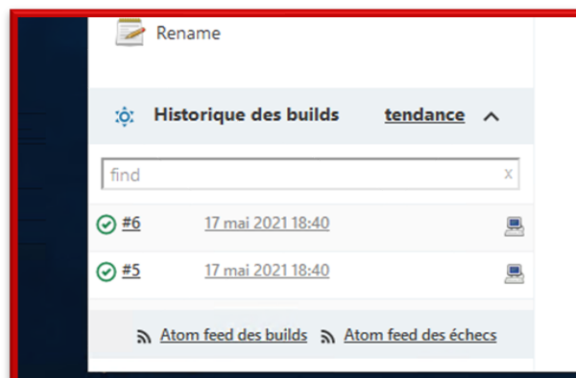 Rename
Historique des builds tendance
find x
#6 17 mai 2021 18:40
#5 17 mai 2021 18:40
Atom feed des builds Atom feed des échecs